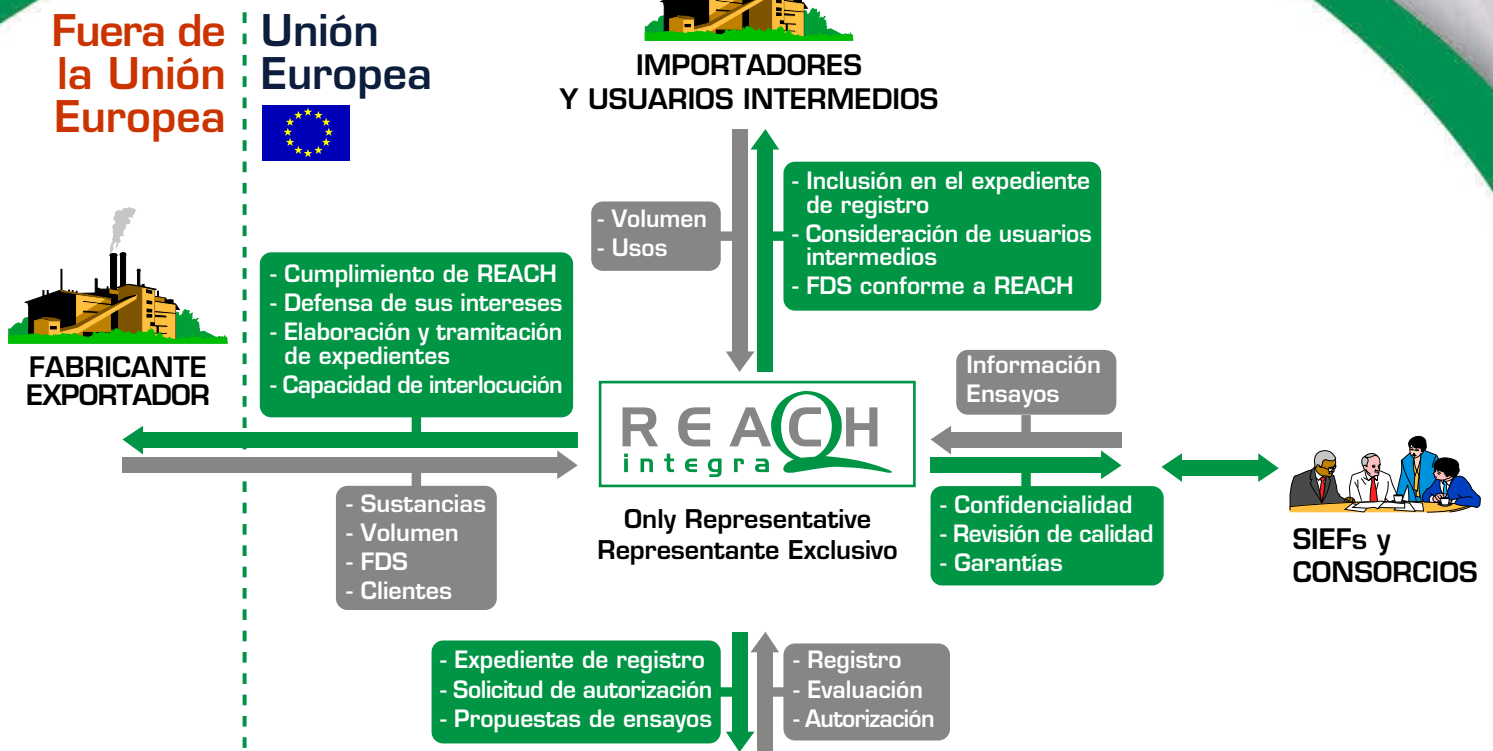 Fuera de
la Unión
Europea
Unión
Europea
IMPORTADORES
Y USUARIOS INTERMEDIOS
- Volumen
- Usos
- Inclusión en el expediente
de registro
- Consideración de usuarios
intermedios
- FDS conforme a REACH
FABRICANTE
EXPORTADOR
- Cumplimiento de REACH
- Defensa de sus intereses
- Elaboración y tramitación
de expedientes
- Capacidad de interlocución
REACH
integra
Only Representative
Representante Exclusivo
Información
Ensayos
- Sustancias
- Volumen
- FDS
- Clientes
- Confidencialidad
- Revisión de calidad
- Garantías
SIEFs y
CONSORCIOS
- Expediente de registro
- Solicitud de autorización
- Propuestas de ensayos
- Registro
- Evaluación
- Autorización